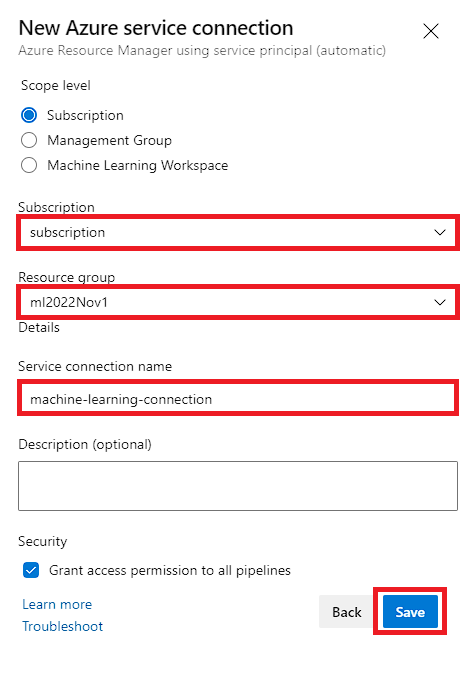 New Azure service connection
Azure Resource Manager using service principal (automatic)
Scope level
Subscription
Management Group
Machine Learning Workspace
Subscription
subscription
Resource group
ml2022Nov1
Details
Service connection name
machine-learning-connection
Description (optional)
Security
Grant access permission to all pipelines
Learn more
Troubleshoot
Back
Save